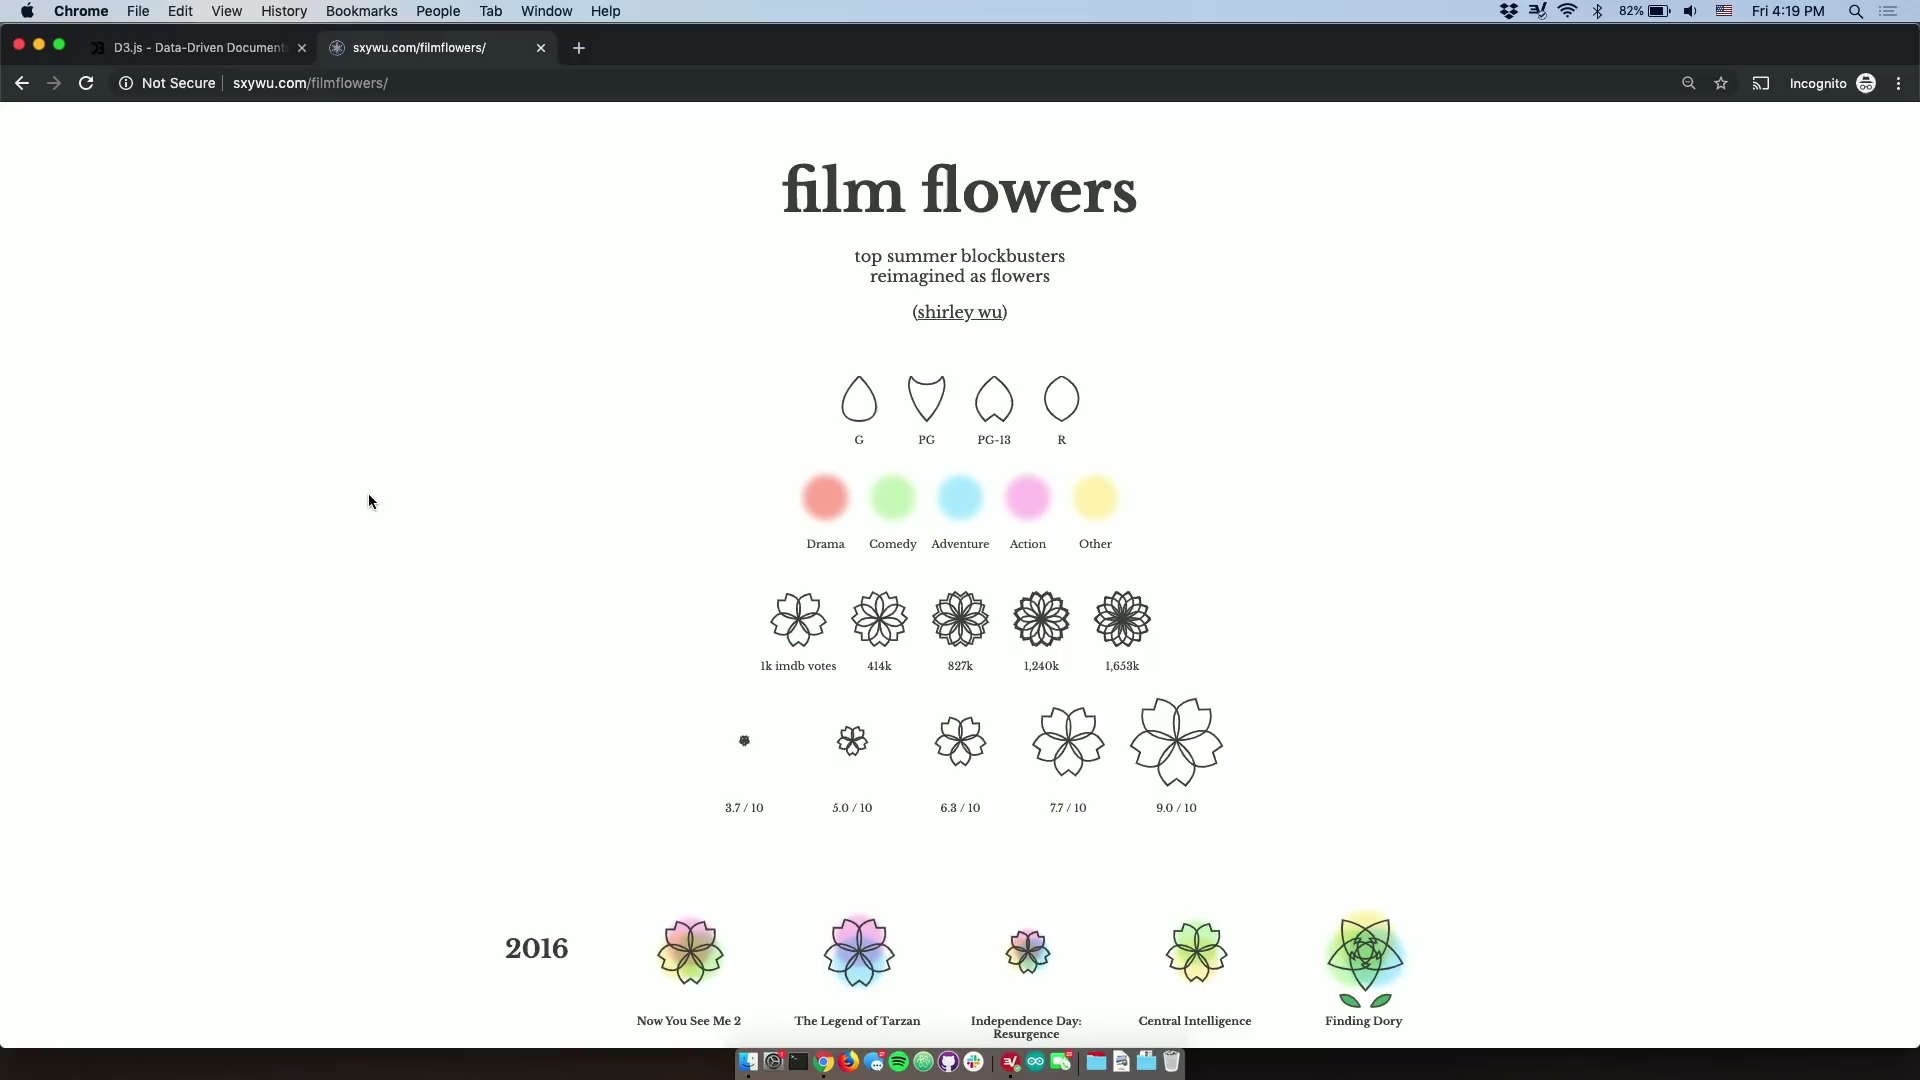 Chrome File Edit View History Bookmarks People Tab Window Help 82% Fri 4:19 PM
D3.js - Data-Driven Document sxywu.com/filmflowers/
Not Secure sxywu.com/filmflowers/ Incognito
film flowers
top summer blockbusters
reimagined as flowers
(shirley wu)
G PG PG-13 R
Drama Comedy Adventure Action Other
1k imdb votes 414k 827k 1,240k 1,653k
3.7 / 10 5.0 / 10 6.3 / 10 7.7 / 10 9.0 / 10
2016
Now You See Me 2 The Legend of Tarzan Independence Day: Central Intelligence Finding Dory
Resurgence